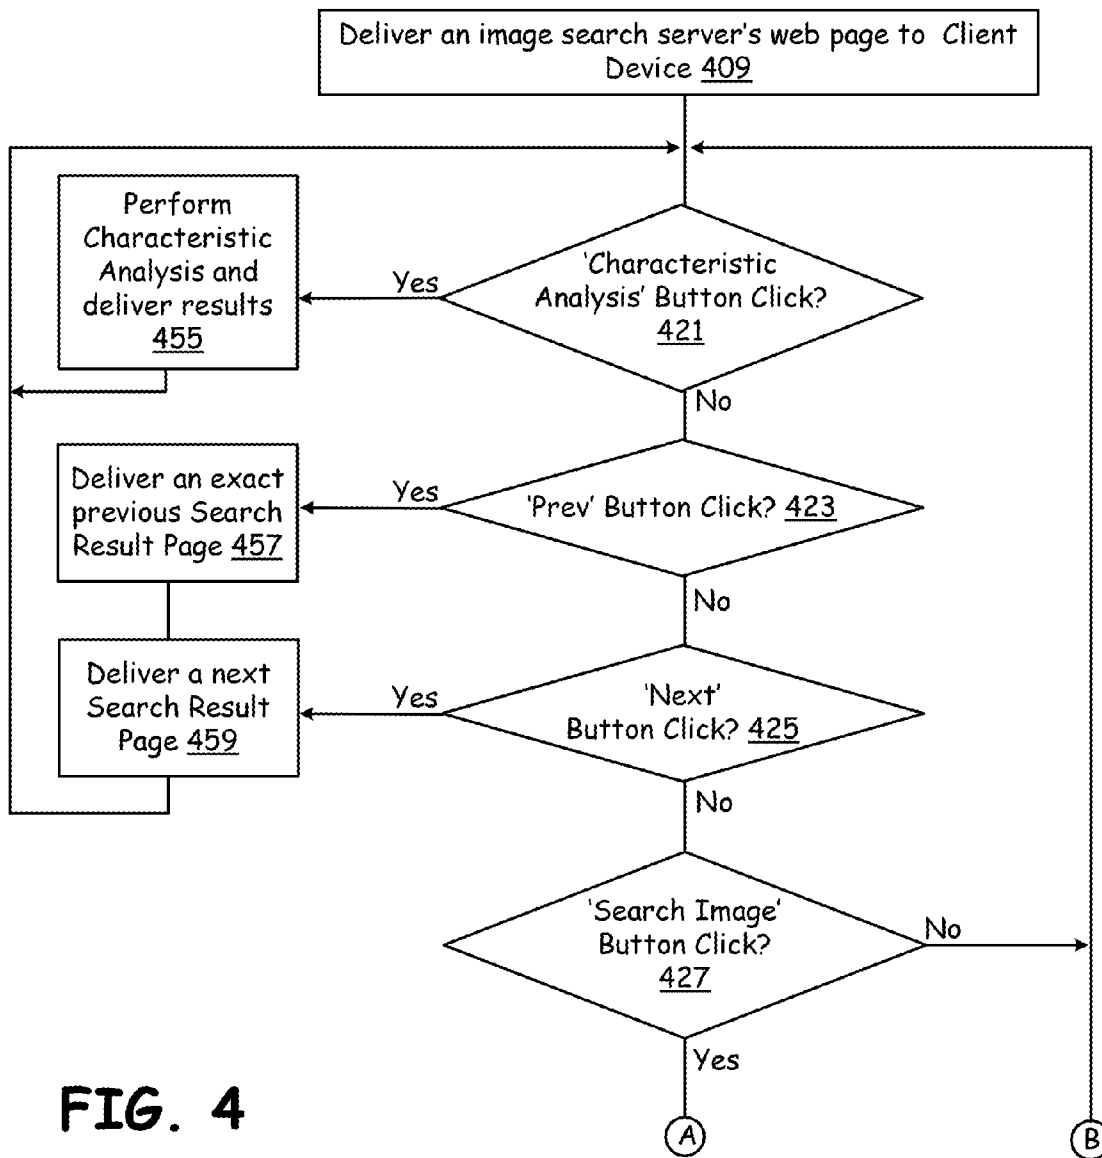 Deliver an image search server's web page to Client
Device 409
Perform
Characteristic
Analysis and
deliver results
455
Yes
'Characteristic
Analysis' Button Click?
421
No
Deliver an exact
previous Search
Result Page 457
Yes
'Prev' Button Click? 423
No
Deliver a next
Search Result
Page 459
Yes
'Next'
Button Click? 425
No
'Search Image'
Button Click?
427
No
Yes
FIG. 4
A
B